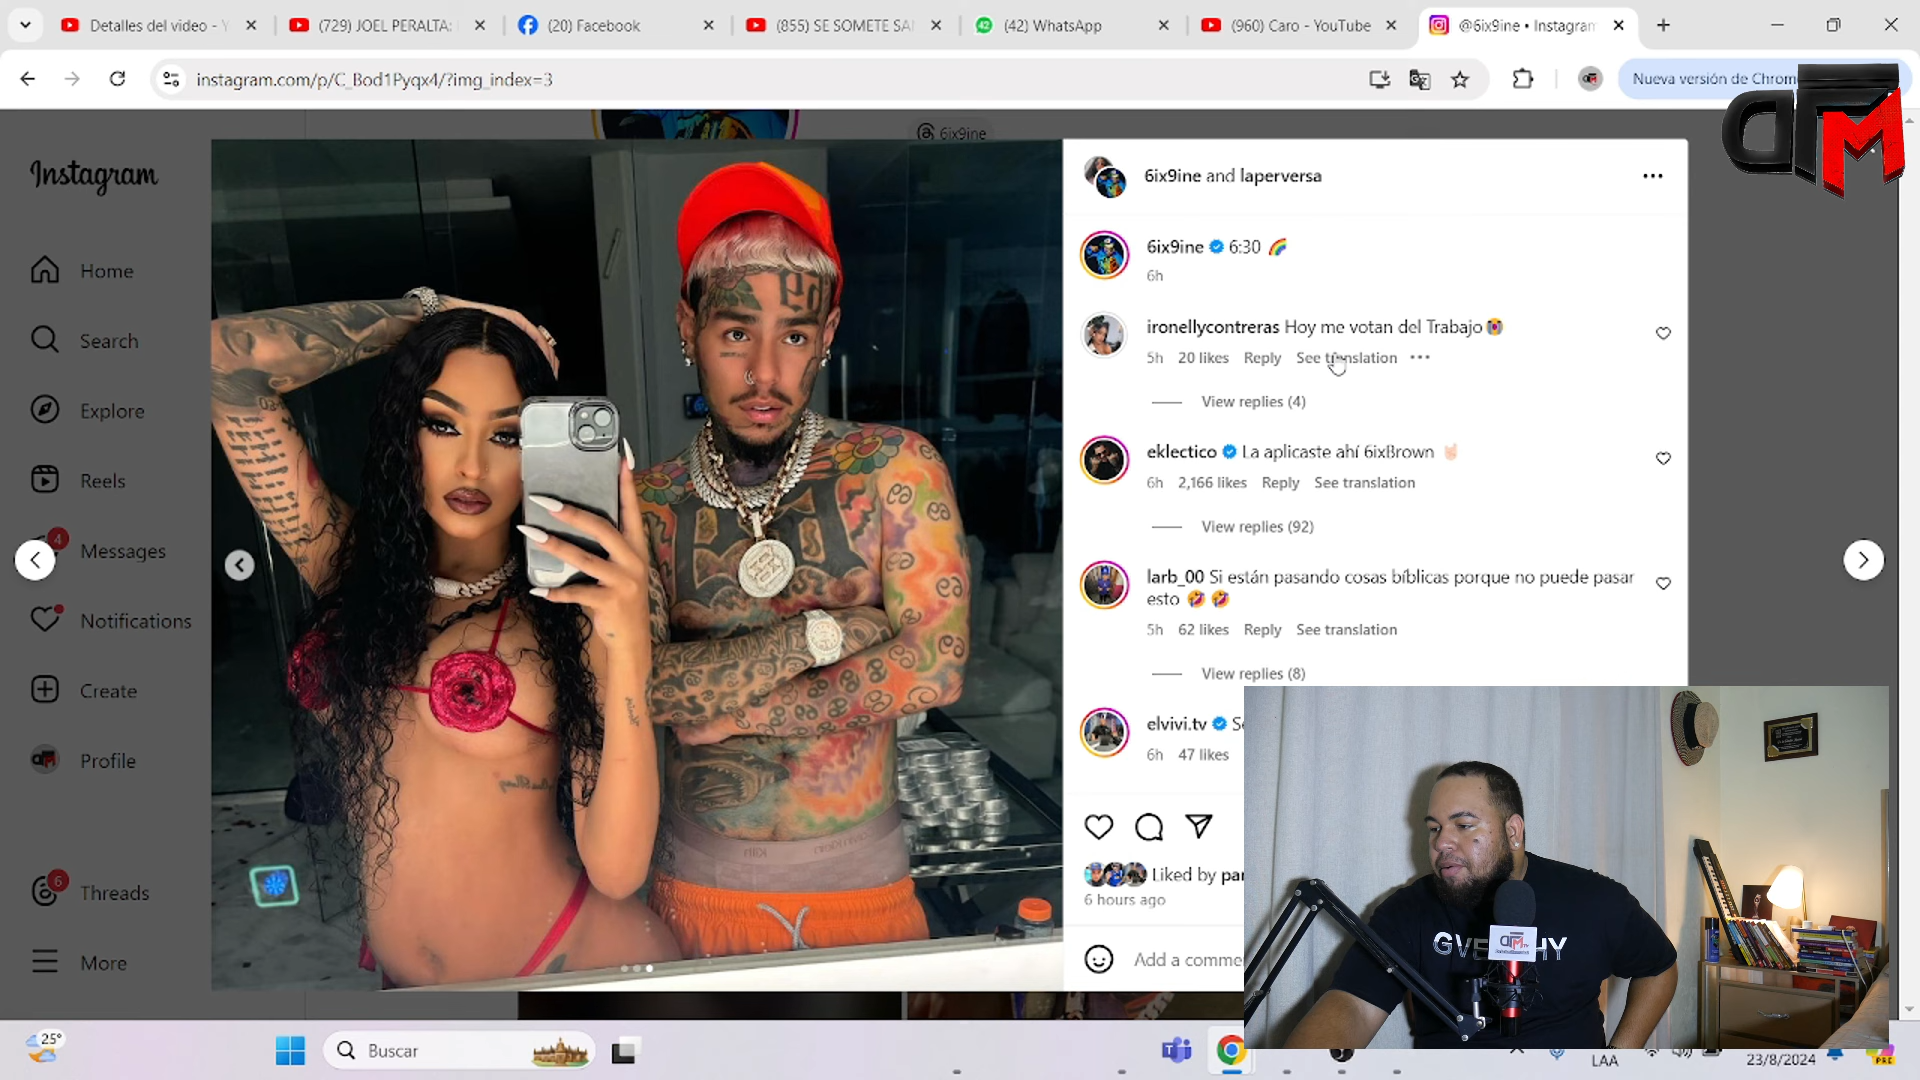 Detalles del video - Y
(729) JOEL PERALTA:
(20) Facebook
(855) SE SOMETE SA
(42) WhatsApp
(960) Caro - YouTube
@6ix9ine • Instagram
instagram.com/p/C_Bod1Pyqx4/?img_index=3
Nueva versión de Chrom
6ix9ine
Instagram
Home
Search
Explore
Reels
4
Messages
Notifications
Create
Profile
6
Threads
More
6ix9ine and laperversa
6ix9ine 6:30 🌈
6h
ironellycontreras Hoy me votan del Trabajo😭
5h 20 likes Reply See translation
View replies (4)
eklectico La aplicaste ahí 6ixBrown 🤘🏻
6h 2,166 likes Reply See translation
View replies (92)
larb_00 Si están pasando cosas bíblicas porque no puede pasar
esto 🤣 🤣
5h 62 likes Reply See translation
View replies (8)
elvivi.tv
6h 47 likes
Liked by par
6 hours ago
Add a comme
25°
Buscar
LAA
23/8/2024
PRE